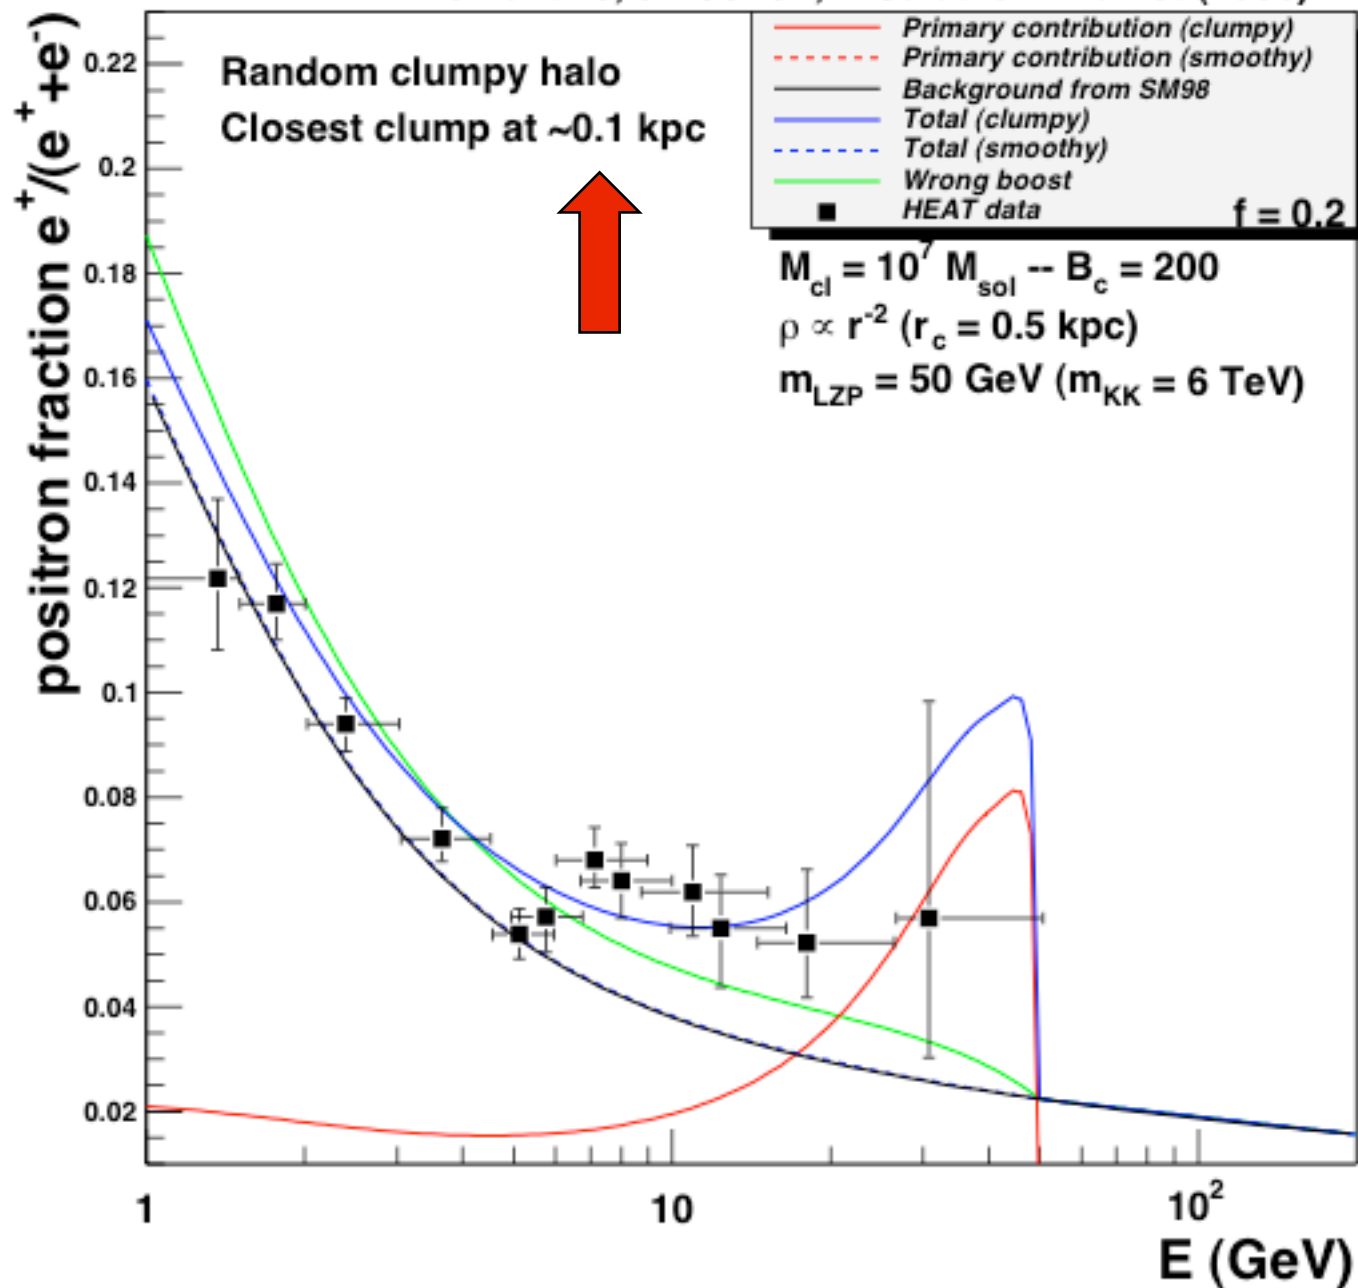 Primary contribution (clumpy)
Primary contribution (smoothy)
Background from SM98
Total (clumpy)
Total (smoothy)
Wrong boost
HEAT data
f = 0.2
Random clumpy halo
Closest clump at ~0.1 kpc
M_cl = 10^7 M_sol -- B_c = 200
ρ ∝ r^-2 (r_c = 0.5 kpc)
m_LZP = 50 GeV (m_KK = 6 TeV)
positron fraction e^+/(e^+ +e^-)
0.22
0.2
0.18
0.16
0.14
0.12
0.1
0.08
0.06
0.04
0.02
1
10
10^2
E (GeV)